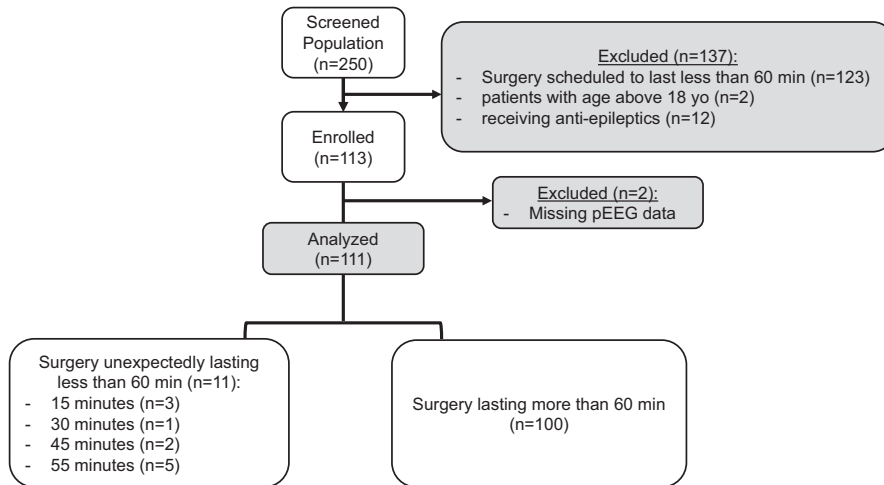 Screened
Population
(n=250)
Excluded (n=137):
- Surgery scheduled to last less than 60 min (n=123)
- patients with age above 18 yo (n=2)
- receiving anti-epileptics (n=12)
Enrolled
(n=113)
Excluded (n=2):
- Missing pEEG data
Analyzed
(n=111)
Surgery unexpectedly lasting
less than 60 min (n=11):
- 15 minutes (n=3)
- 30 minutes (n=1)
- 45 minutes (n=2)
- 55 minutes (n=5)
Surgery lasting more than 60 min
(n=100)